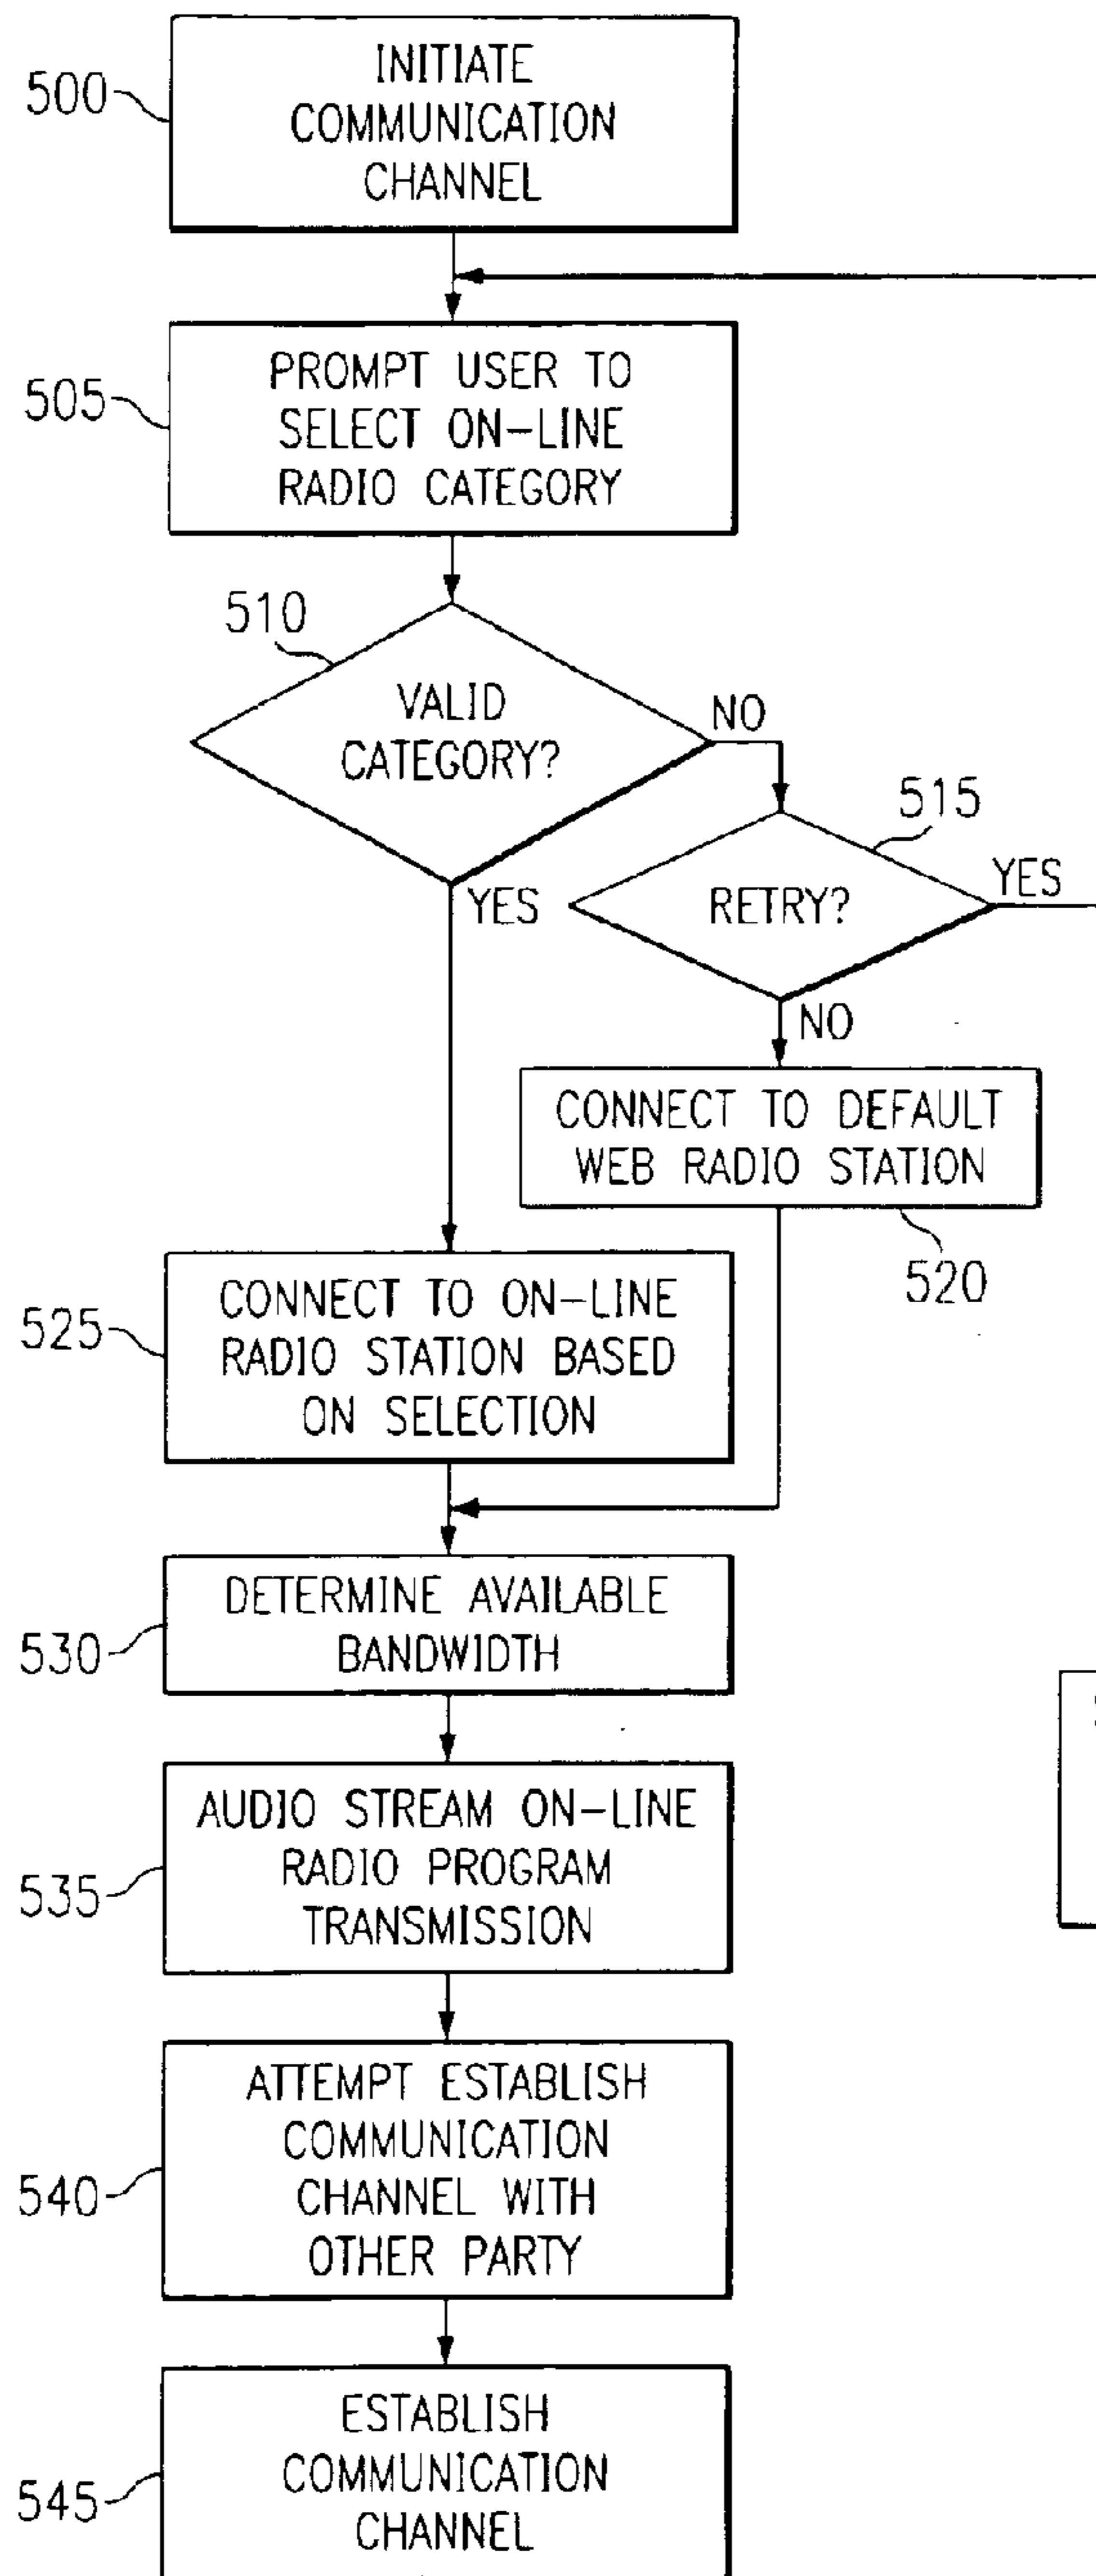 500
INITIATE
COMMUNICATION
CHANNEL
505
PROMPT USER TO
SELECT ON-LINE
RADIO CATEGORY
510
VALID
CATEGORY?
NO
YES
515
RETRY?
YES
NO
CONNECT TO DEFAULT
WEB RADIO STATION
520
525
CONNECT TO ON-LINE
RADIO STATION BASED
ON SELECTION
530
DETERMINE AVAILABLE
BANDWIDTH
535
AUDIO STREAM ON-LINE
RADIO PROGRAM
TRANSMISSION
540
ATTEMPT ESTABLISH
COMMUNICATION
CHANNEL WITH
OTHER PARTY
545
ESTABLISH
COMMUNICATION
CHANNEL